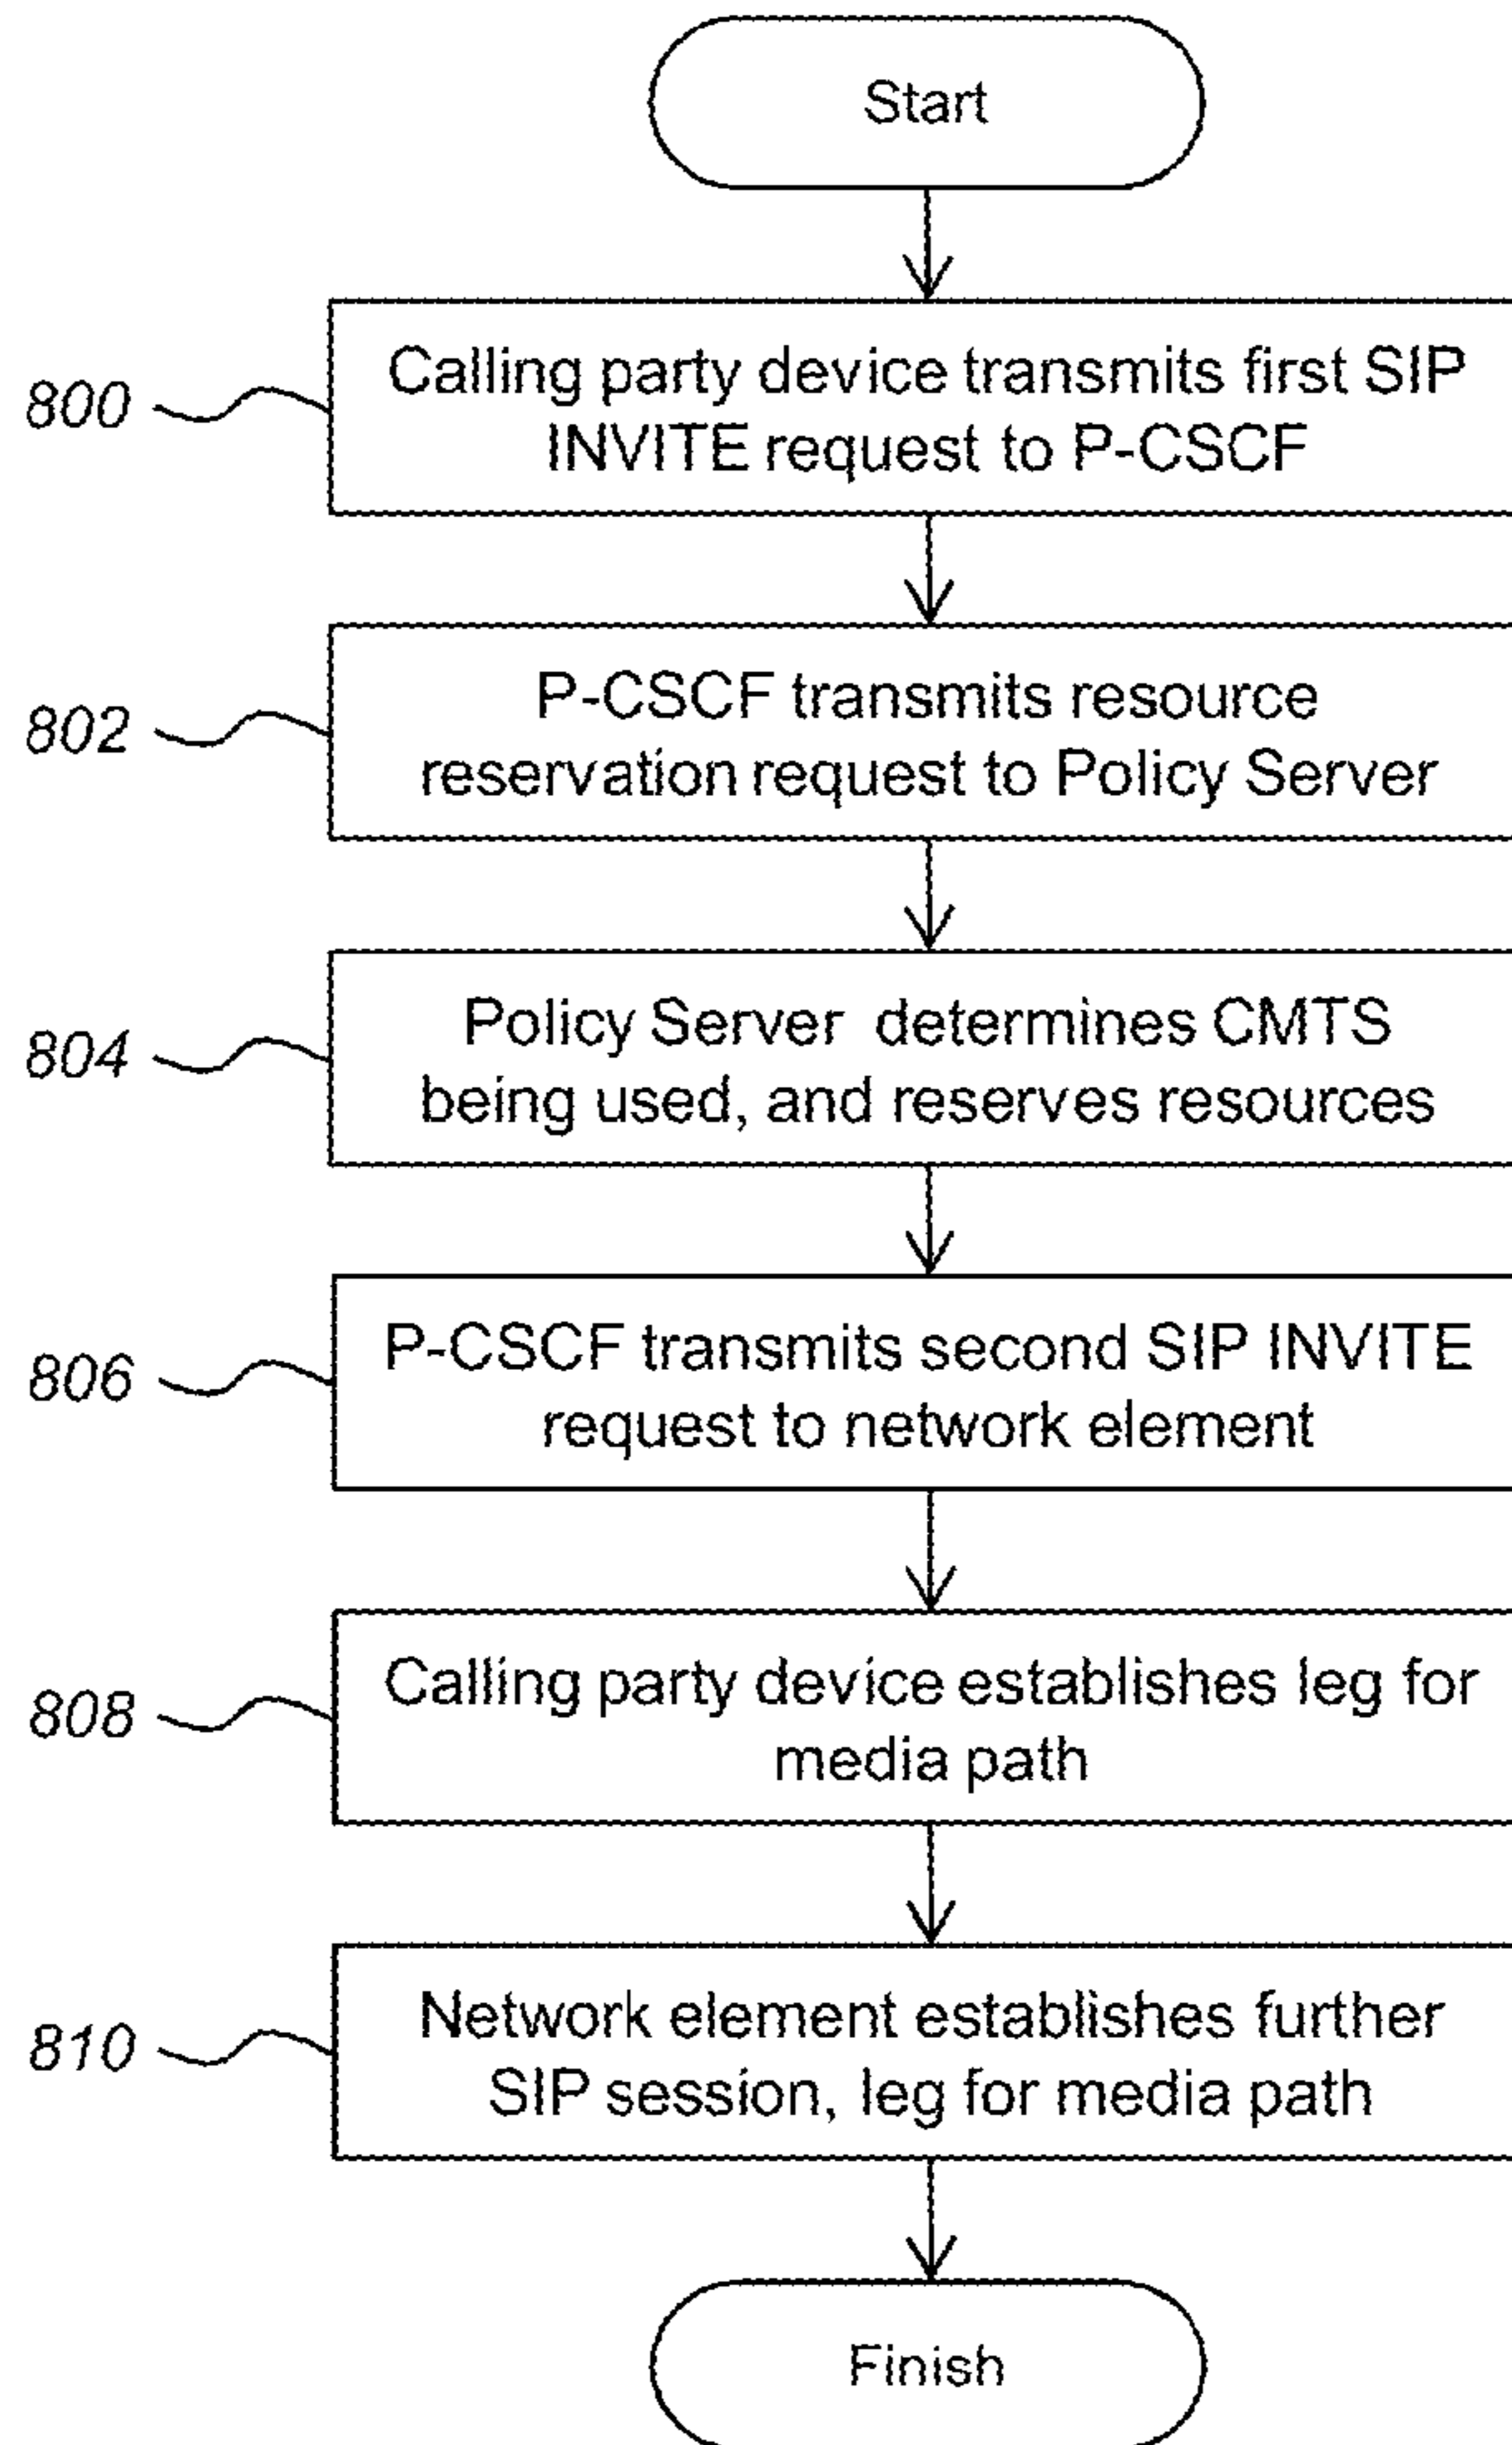 Start
800
Calling party device transmits first SIP
INVITE request to P-CSCF
802
P-CSCF transmits resource
reservation request to Policy Server
804
Policy Server determines CMTS
being used, and reserves resources
806
P-CSCF transmits second SIP INVITE
request to network element
808
Calling party device establishes leg for
media path
810
Network element establishes further
SIP session, leg for media path
Finish